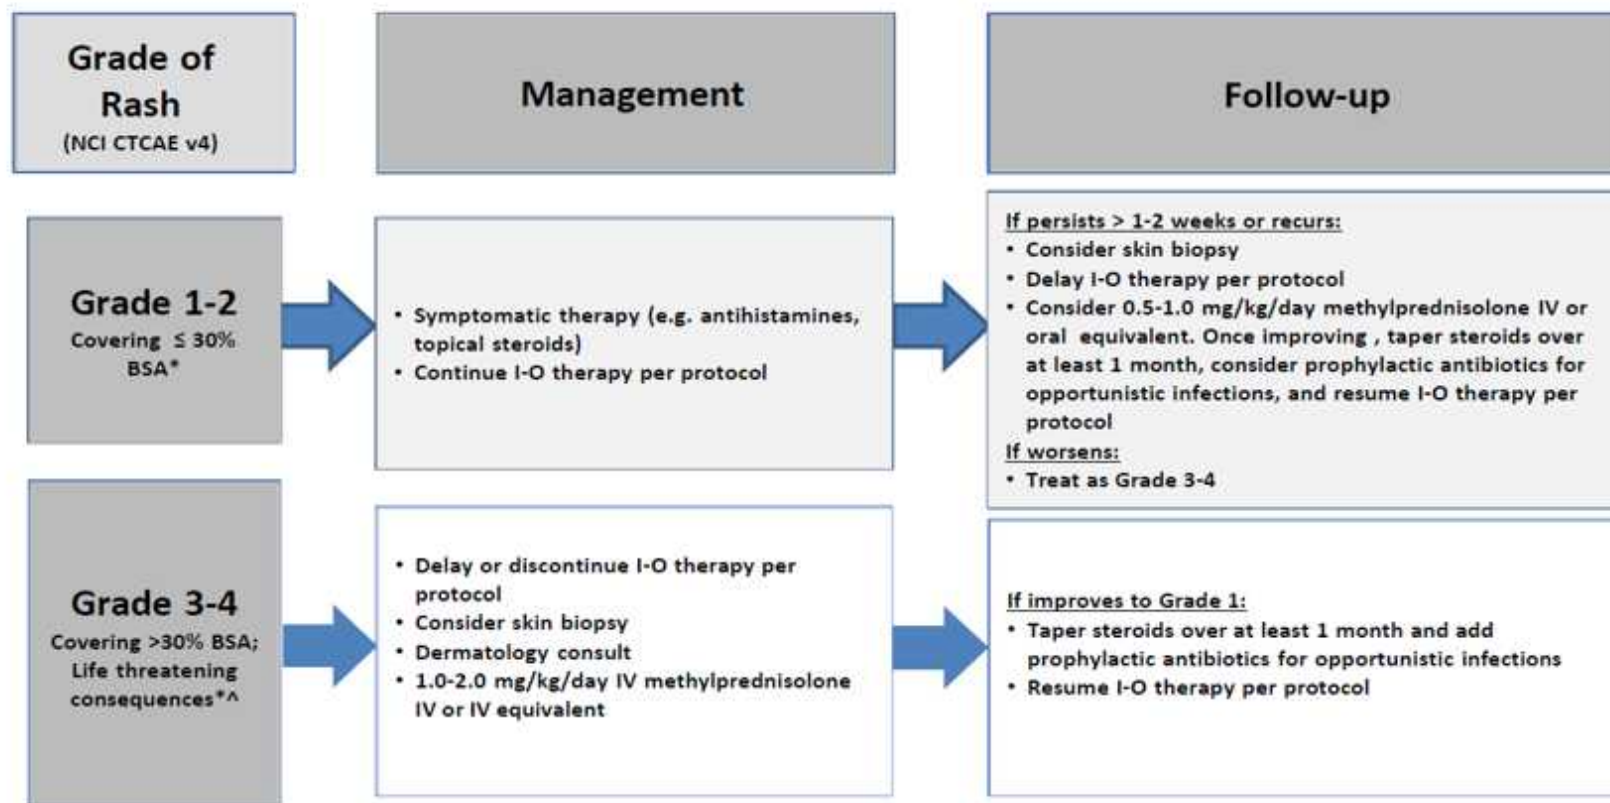 Grade of
Rash
(NCI CTCAE v4)
Management
Follow-up
Grade 1-2
Covering ≤ 30%
BSA*
• Symptomatic therapy (e.g. antihistamines,
topical steroids)
• Continue I-O therapy per protocol
If persists > 1-2 weeks or recurs:
• Consider skin biopsy
• Delay I-O therapy per protocol
• Consider 0.5-1.0 mg/kg/day methylprednisolone IV or
oral equivalent. Once improving , taper steroids over
at least 1 month, consider prophylactic antibiotics for
opportunistic infections, and resume I-O therapy per
protocol
If worsens:
• Treat as Grade 3-4
Grade 3-4
Covering >30% BSA;
Life threatening
consequences*^
• Delay or discontinue I-O therapy per
protocol
• Consider skin biopsy
• Dermatology consult
• 1.0-2.0 mg/kg/day IV methylprednisolone
IV or IV equivalent
If improves to Grade 1:
• Taper steroids over at least 1 month and add
prophylactic antibiotics for opportunistic infections
• Resume I-O therapy per protocol